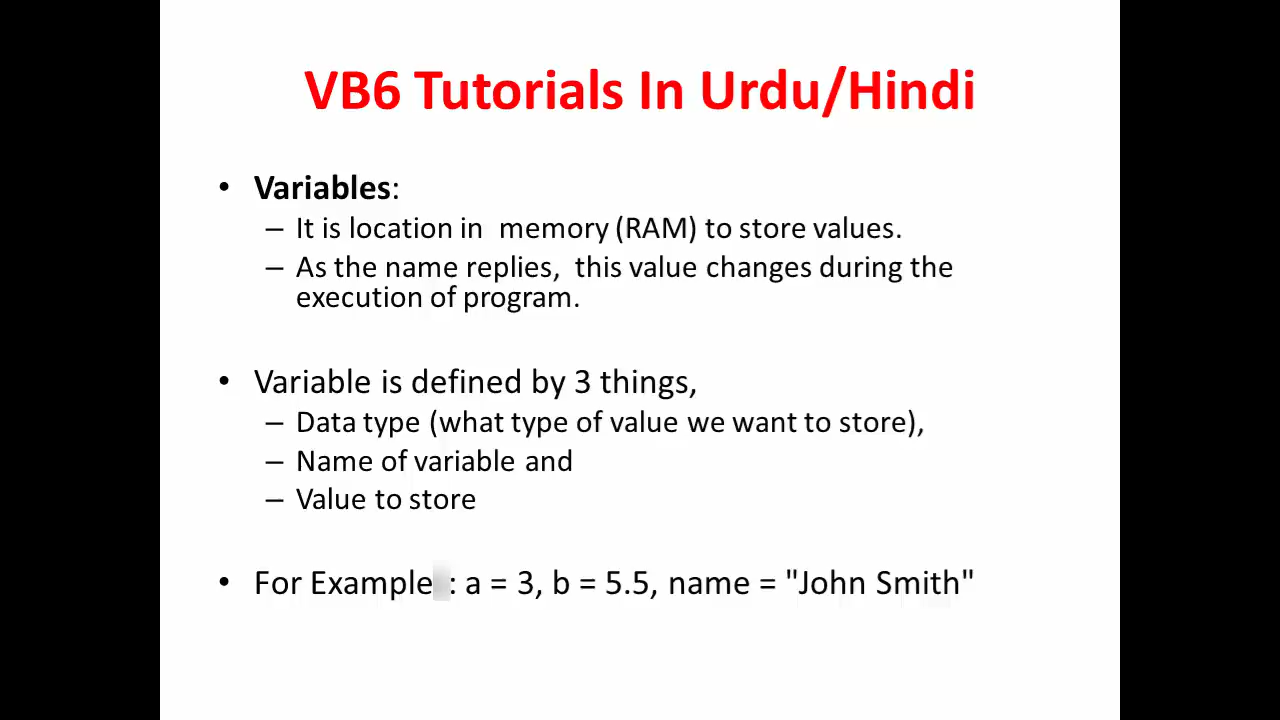 VB6 Tutorials In Urdu/Hindi
• Variables:
– It is location in memory (RAM) to store values.
– As the name replies, this value changes during the
execution of program.
• Variable is defined by 3 things,
– Data type (what type of value we want to store),
– Name of variable and
– Value to store
• For Example : a = 3, b = 5.5, name = "John Smith"